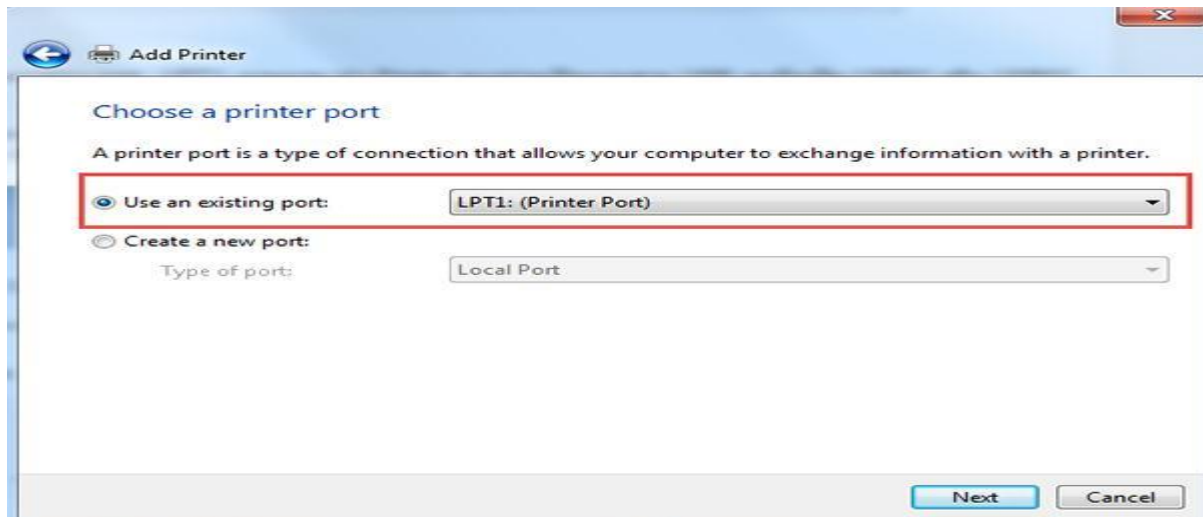 Add Printer
Choose a printer port
A printer port is a type of connection that allows your computer to exchange information with a printer.
Use an existing port: LPT1: (Printer Port)
Create a new port:
Type of port: Local Port
Next Cancel